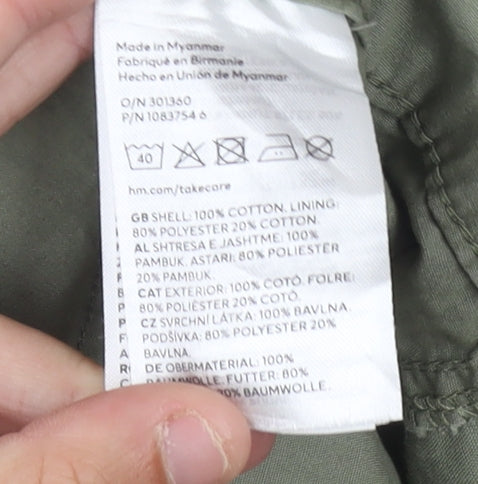 Made in Myanmar
Fabriqué en Birmanie
Hecho en Unión de Myanmar
O/N 301360
P/N 1083754 6
40
hm.com/takecare
GB SHELL: 100% COTTON. LINING:
80% POLYESTER 20% COTTON.
AL SHTRESA E JASHTME: 100%
PAMBUK. ASTARI: 80% POLIESTER
20% PAMBUK.
CAT EXTERIOR: 100% COTÓ. FOLRE:
80% POLIÈSTER 20% COTÓ.
CZ SVRCHNÍ LÁTKA: 100% BAVLNA.
PODŠÍVKA: 80% POLYESTER 20%
BAVLNA.
DE OBERMATERIAL: 100%
BAUMWOLLE. FUTTER: 80%
20% BAUMWOLLE.